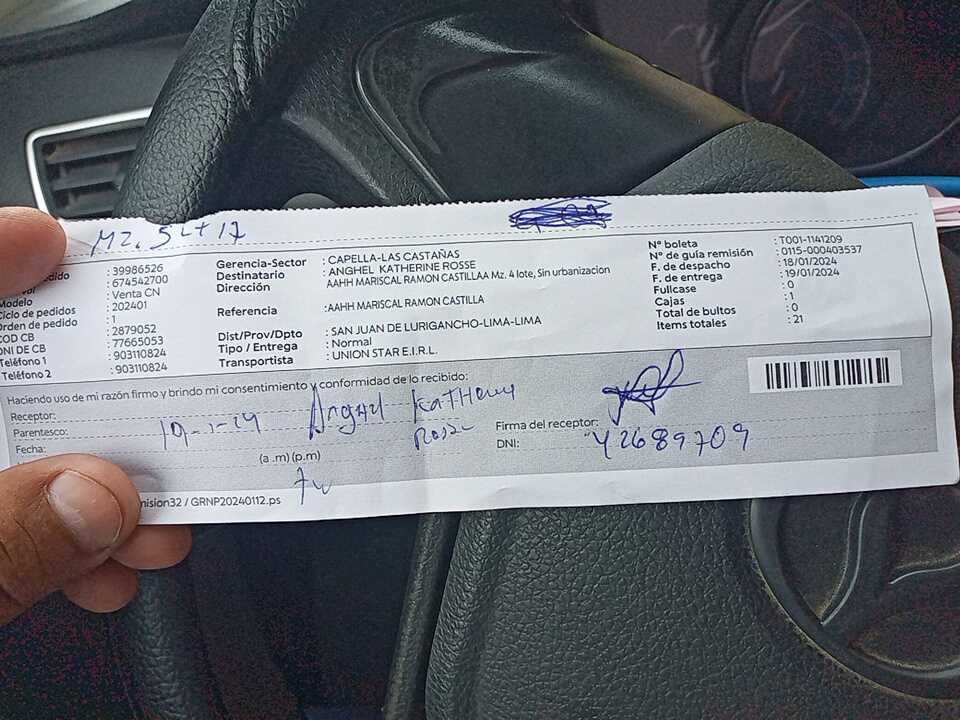 MZ. 5 LT 17
edido : 39986526
: 674542700
Modelo : Venta CN
Ciclo de pedidos : 202401
Orden de pedido : 1
COD CB : 2879052
DNI DE CB : 77665053
Teléfono 1 : 903110824
Teléfono 2 : 903110824
Gerencia-Sector : CAPELLA-LAS CASTAÑAS
Destinatario : ANGHEL KATHERINE ROSSE
Dirección : AAHH MARISCAL RAMON CASTILLAA Mz. 4 lote, Sin urbanizacion
Referencia : AAHH MARISCAL RAMON CASTILLA
Dist/Prov/Dpto : SAN JUAN DE LURIGANCHO-LIMA-LIMA
Tipo / Entrega : Normal
Transportista : UNION STAR E.I.R.L.
N° boleta : T001-1141209
N° de guía remisión : 0115-000403537
F. de despacho : 18/01/2024
F. de entrega : 19/01/2024
Fullcase : 0
Cajas : 1
Total de bultos : 0
Items totales : 21
Haciendo uso de mi razón firmo y brindo mi consentimiento y conformidad de lo recibido:
Receptor: Anghel Katherine
Rosse
Parentesco:
Fecha: 19-1-24
(a .m) (p.m)
Firma del receptor:
DNI: 42689709
mision32 / GRNP20240112.ps